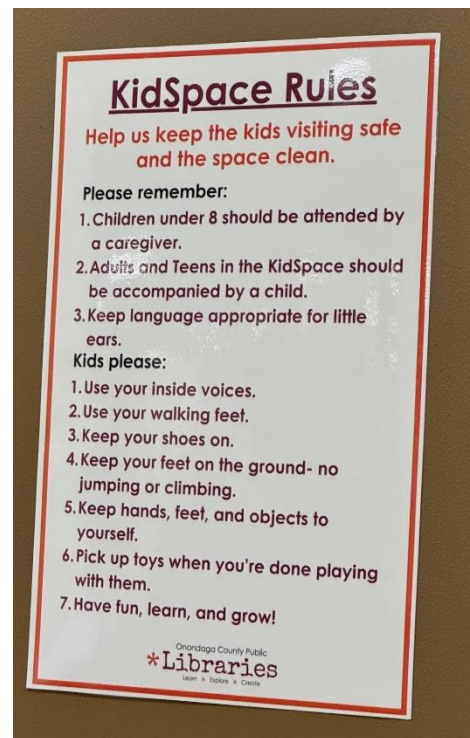 KidSpace Rules
Help us keep the kids visiting safe
and the space clean.
Please remember:
1. Children under 8 should be attended by
a caregiver.
2. Adults and Teens in the KidSpace should
be accompanied by a child.
3. Keep language appropriate for little
ears.
Kids please:
1. Use your inside voices.
2. Use your walking feet.
3. Keep your shoes on.
4. Keep your feet on the ground- no
jumping or climbing.
5. Keep hands, feet, and objects to
yourself.
6. Pick up toys when you're done playing
with them.
7. Have fun, learn, and grow!
Onondaga County Public
*Libraries
Learn * Explore * Create